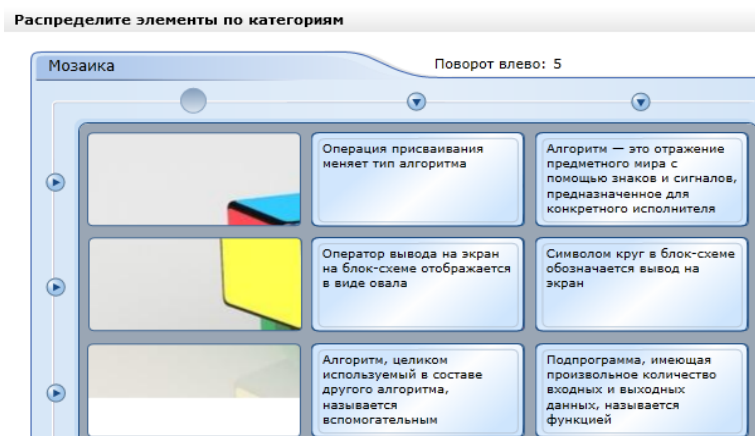 Распределите элементы по категориям
Мозаика
Поворот влево: 5
Операция присваивания
меняет тип алгоритма
Алгоритм — это отражение
предметного мира с
помощью знаков и сигналов,
предназначенное для
конкретного исполнителя
Оператор вывода на экран
на блок-схеме отображается
в виде овала
Символом круг в блок-схеме
обозначается вывод на
экран
Алгоритм, целиком
используемый в составе
другого алгоритма,
называется
вспомогательным
Подпрограмма, имеющая
произвольное количество
входных и выходных
данных, называется
функцией